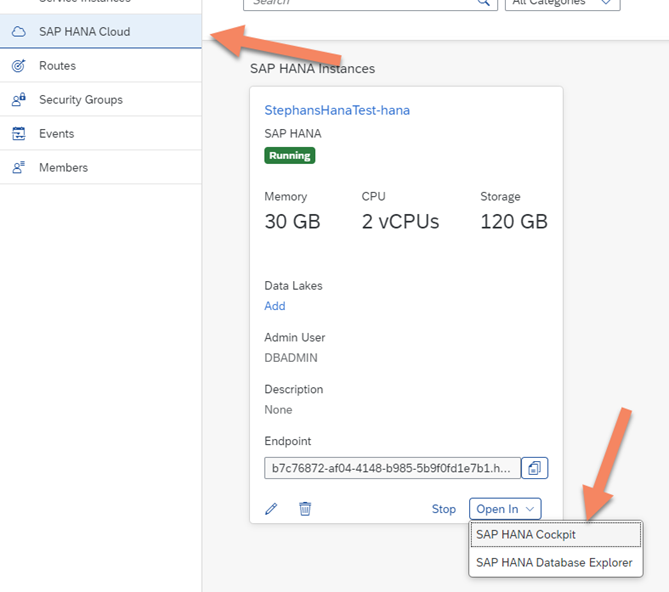 Service Instances
Search
All Categories
SAP HANA Cloud
Routes
Security Groups
Events
Members
SAP HANA Instances
StephansHanaTest-hana
SAP HANA
Running
Memory CPU Storage
30 GB 2 vCPUs 120 GB
Data Lakes
Add
Admin User
DBADMIN
Description
None
Endpoint
b7c76872-af04-4148-b985-5b9f0fd1e7b1.h...
Stop Open In
SAP HANA Cockpit
SAP HANA Database Explorer